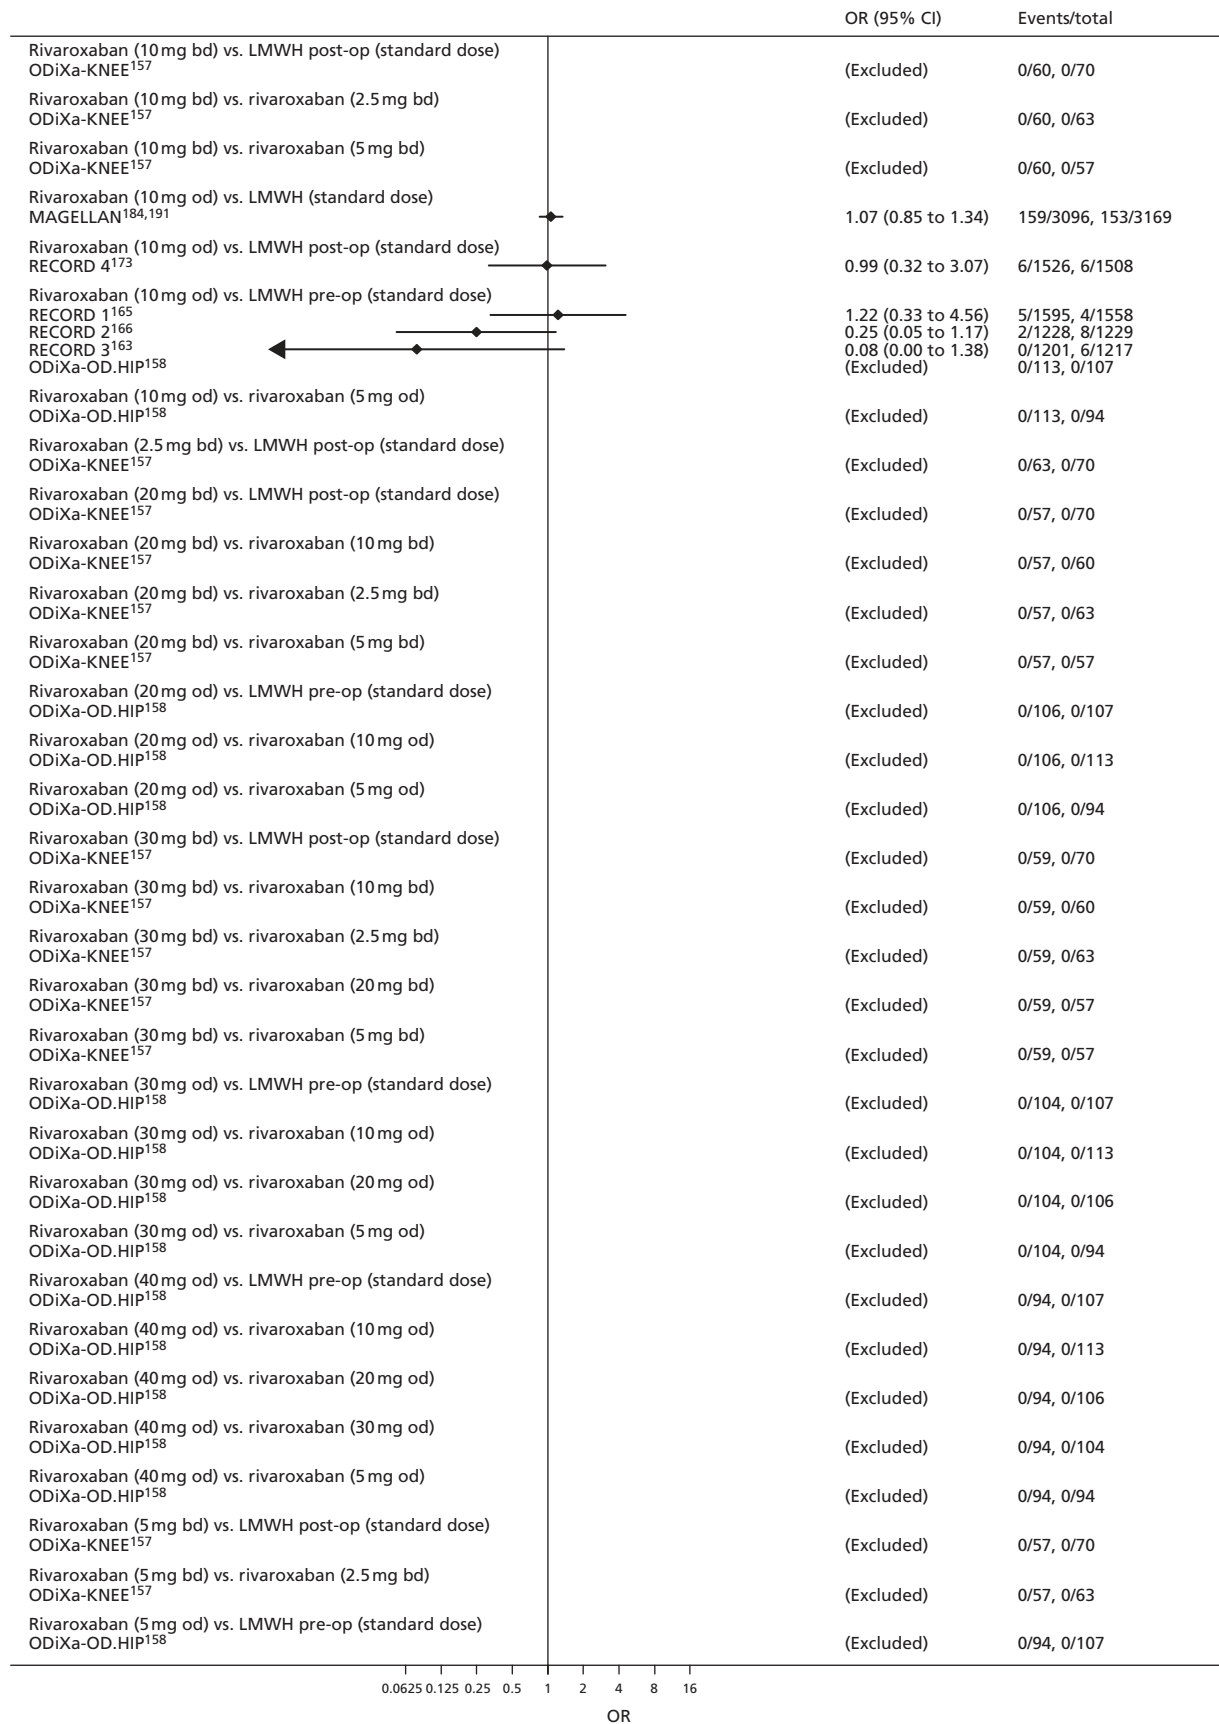 OR (95% CI) Events/total
Rivaroxaban (10 mg bd) vs. LMWH post-op (standard dose)
ODiXa-KNEE157 (Excluded) 0/60, 0/70
Rivaroxaban (10 mg bd) vs. rivaroxaban (2.5 mg bd)
ODiXa-KNEE157 (Excluded) 0/60, 0/63
Rivaroxaban (10 mg bd) vs. rivaroxaban (5 mg bd)
ODiXa-KNEE157 (Excluded) 0/60, 0/57
Rivaroxaban (10 mg od) vs. LMWH (standard dose)
MAGELLAN184,191 1.07 (0.85 to 1.34) 159/3096, 153/3169
Rivaroxaban (10 mg od) vs. LMWH post-op (standard dose)
RECORD 4173 0.99 (0.32 to 3.07) 6/1526, 6/1508
Rivaroxaban (10 mg od) vs. LMWH pre-op (standard dose)
RECORD 1165 1.22 (0.33 to 4.56) 5/1595, 4/1558
RECORD 2166 0.25 (0.05 to 1.17) 2/1228, 8/1229
RECORD 3163 0.08 (0.00 to 1.38) 0/1201, 6/1217
ODiXa-OD.HIP158 (Excluded) 0/113, 0/107
Rivaroxaban (10 mg od) vs. rivaroxaban (5 mg od)
ODiXa-OD.HIP158 (Excluded) 0/113, 0/94
Rivaroxaban (2.5 mg bd) vs. LMWH post-op (standard dose)
ODiXa-KNEE157 (Excluded) 0/63, 0/70
Rivaroxaban (20 mg bd) vs. LMWH post-op (standard dose)
ODiXa-KNEE157 (Excluded) 0/57, 0/70
Rivaroxaban (20 mg bd) vs. rivaroxaban (10 mg bd)
ODiXa-KNEE157 (Excluded) 0/57, 0/60
Rivaroxaban (20 mg bd) vs. rivaroxaban (2.5 mg bd)
ODiXa-KNEE157 (Excluded) 0/57, 0/63
Rivaroxaban (20 mg bd) vs. rivaroxaban (5 mg bd)
ODiXa-KNEE157 (Excluded) 0/57, 0/57
Rivaroxaban (20 mg od) vs. LMWH pre-op (standard dose)
ODiXa-OD.HIP158 (Excluded) 0/106, 0/107
Rivaroxaban (20 mg od) vs. rivaroxaban (10 mg od)
ODiXa-OD.HIP158 (Excluded) 0/106, 0/113
Rivaroxaban (20 mg od) vs. rivaroxaban (5 mg od)
ODiXa-OD.HIP158 (Excluded) 0/106, 0/94
Rivaroxaban (30 mg bd) vs. LMWH post-op (standard dose)
ODiXa-KNEE157 (Excluded) 0/59, 0/70
Rivaroxaban (30 mg bd) vs. rivaroxaban (10 mg bd)
ODiXa-KNEE157 (Excluded) 0/59, 0/60
Rivaroxaban (30 mg bd) vs. rivaroxaban (2.5 mg bd)
ODiXa-KNEE157 (Excluded) 0/59, 0/63
Rivaroxaban (30 mg bd) vs. rivaroxaban (20 mg bd)
ODiXa-KNEE157 (Excluded) 0/59, 0/57
Rivaroxaban (30 mg bd) vs. rivaroxaban (5 mg bd)
ODiXa-KNEE157 (Excluded) 0/59, 0/57
Rivaroxaban (30 mg od) vs. LMWH pre-op (standard dose)
ODiXa-OD.HIP158 (Excluded) 0/104, 0/107
Rivaroxaban (30 mg od) vs. rivaroxaban (10 mg od)
ODiXa-OD.HIP158 (Excluded) 0/104, 0/113
Rivaroxaban (30 mg od) vs. rivaroxaban (20 mg od)
ODiXa-OD.HIP158 (Excluded) 0/104, 0/106
Rivaroxaban (30 mg od) vs. rivaroxaban (5 mg od)
ODiXa-OD.HIP158 (Excluded) 0/104, 0/94
Rivaroxaban (40 mg od) vs. LMWH pre-op (standard dose)
ODiXa-OD.HIP158 (Excluded) 0/94, 0/107
Rivaroxaban (40 mg od) vs. rivaroxaban (10 mg od)
ODiXa-OD.HIP158 (Excluded) 0/94, 0/113
Rivaroxaban (40 mg od) vs. rivaroxaban (20 mg od)
ODiXa-OD.HIP158 (Excluded) 0/94, 0/106
Rivaroxaban (40 mg od) vs. rivaroxaban (30 mg od)
ODiXa-OD.HIP158 (Excluded) 0/94, 0/104
Rivaroxaban (40 mg od) vs. rivaroxaban (5 mg od)
ODiXa-OD.HIP158 (Excluded) 0/94, 0/94
Rivaroxaban (5 mg bd) vs. LMWH post-op (standard dose)
ODiXa-KNEE157 (Excluded) 0/57, 0/70
Rivaroxaban (5 mg bd) vs. rivaroxaban (2.5 mg bd)
ODiXa-KNEE157 (Excluded) 0/57, 0/63
Rivaroxaban (5 mg od) vs. LMWH pre-op (standard dose)
ODiXa-OD.HIP158 (Excluded) 0/94, 0/107
0.0625 0.125 0.25 0.5 1 2 4 8 16
OR